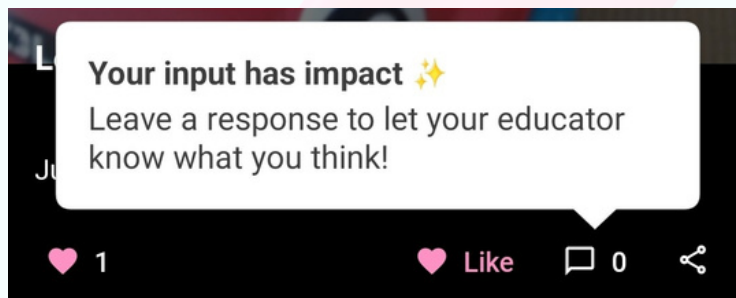 Your input has impact ✨
Leave a response to let your educator
know what you think!
1 Like 0